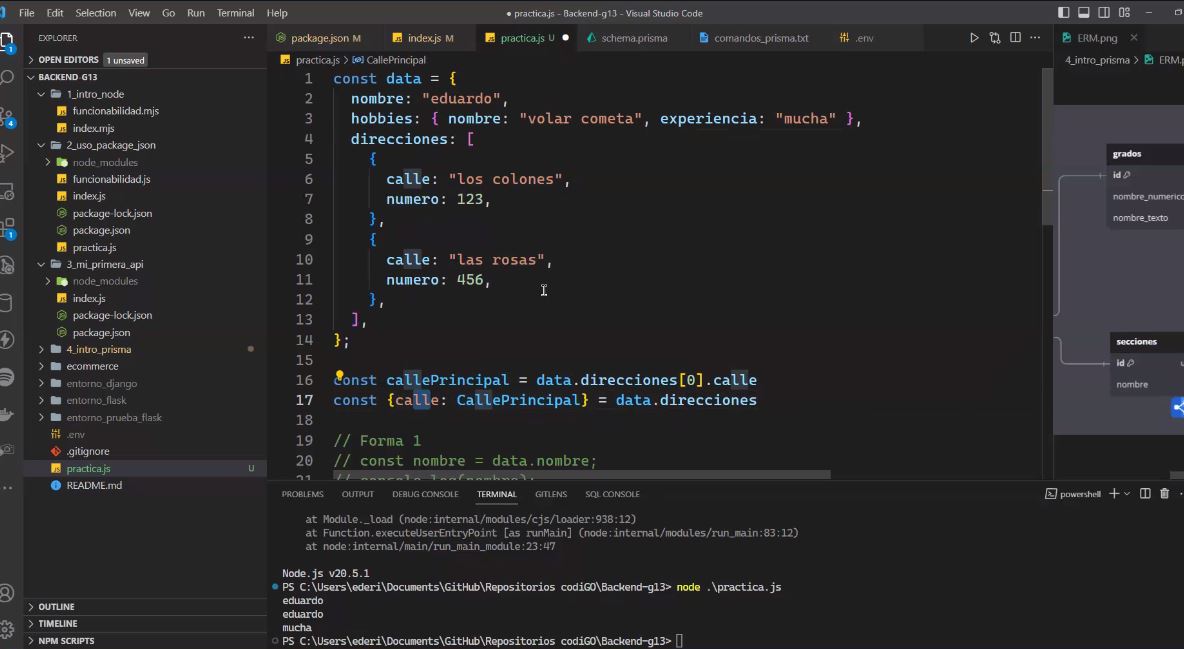 File Edit Selection View Go Run Terminal Help
● practica.js - Backend-g13 - Visual Studio Code
EXPLORER
package.json M
index.js M
practica.js U
schema.prisma
comandos_prisma.txt
.env
ERM.png
OPEN EDITORS 1 unsaved
practica.js > CallePrincipal
4_intro_prisma > ERM.p
BACKEND-G13
1_intro_node
funcionabilidad.mjs
index.mjs
2_uso_package_json
node_modules
funcionabilidad.js
index.js
package-lock.json
package.json
practica.js
3_mi_primera_api
node_modules
index.js
package-lock.json
package.json
4_intro_prisma
ecommerce
entorno_django
entorno_flask
entorno_prueba_flask
.env
.gitignore
practica.js U
README.md
OUTLINE
TIMELINE
NPM SCRIPTS
1 const data = {
2 nombre: "eduardo",
3 hobbies: { nombre: "volar cometa", experiencia: "mucha" },
4 direcciones: [
5 {
6 calle: "los colones",
7 numero: 123,
8 },
9 {
10 calle: "las rosas",
11 numero: 456,
12 },
13 ],
14 };
15
16 const callePrincipal = data.direcciones[0].calle
17 const {calle: CallePrincipal} = data.direcciones
18
19 // Forma 1
20 // const nombre = data.nombre;
21 // console.log(nombre);
grados
id
nombre_numerico
nombre_texto
secciones
id
nombre
PROBLEMS OUTPUT DEBUG CONSOLE TERMINAL GITLENS SQL CONSOLE
powershell
at Module._load (node:internal/modules/cjs/loader:938:12)
at Function.executeUserEntryPoint [as runMain] (node:internal/modules/run_main:83:12)
at node:internal/main/run_main_module:23:47
Node.js v20.5.1
PS C:\Users\ederi\Documents\GitHub\Repositorios codiGO\Backend-g13> node .\practica.js
eduardo
eduardo
mucha
PS C:\Users\ederi\Documents\GitHub\Repositorios codiGO\Backend-g13>